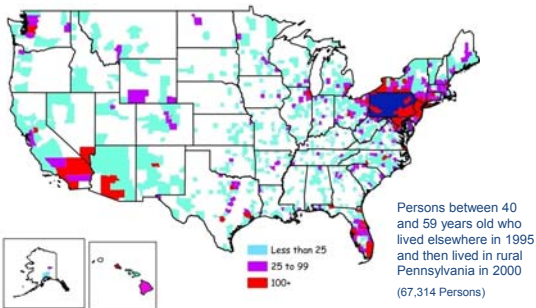 Less than 25
25 to 99
100+
Persons between 40
and 59 years old who
lived elsewhere in 1995
and then lived in rural
Pennsylvania in 2000
(67,314 Persons)